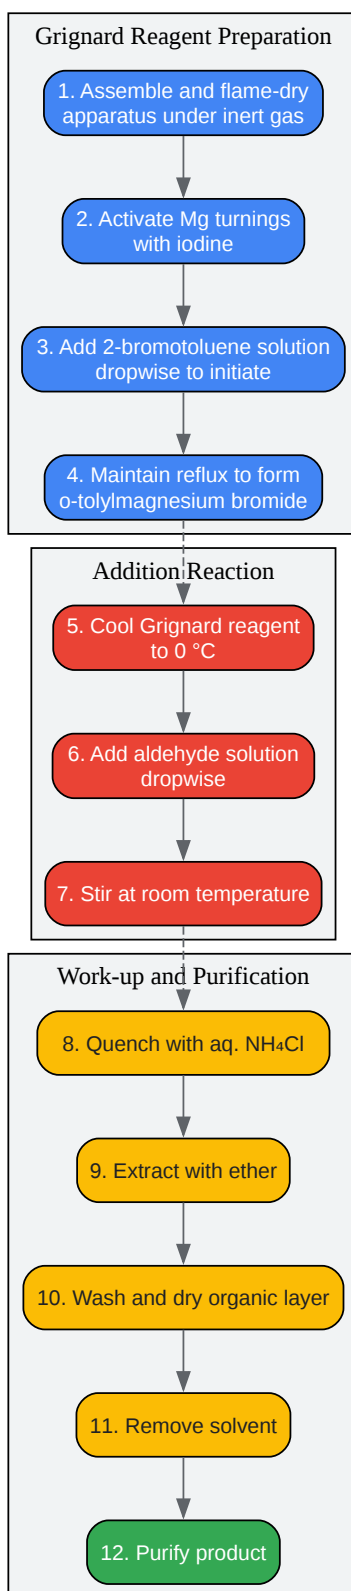 Grignard Reagent Preparation
1. Assemble and flame-dry
apparatus under inert gas
2. Activate Mg turnings
with iodine
3. Add 2-bromotoluene solution
dropwise to initiate
4. Maintain reflux to form
o-tolylmagnesium bromide
Addition Reaction
5. Cool Grignard reagent
to 0 °C
6. Add aldehyde solution
dropwise
7. Stir at room temperature
Work-up and Purification
8. Quench with aq. NH₄Cl
9. Extract with ether
10. Wash and dry organic layer
11. Remove solvent
12. Purify product